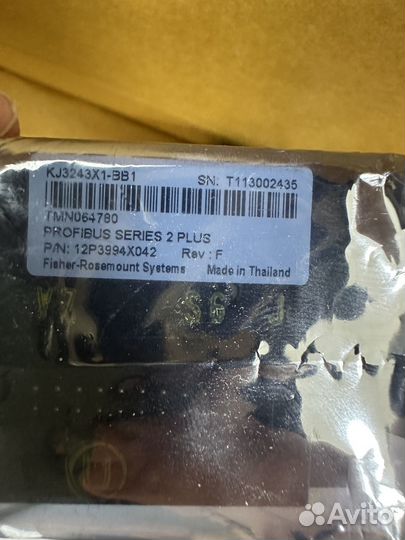 KJ3243X1-BB1 SN: T113002435
TMN064780
PROFIBUS SERIES 2 PLUS
P/N: 12P3994X042 Rev: F
Fisher-Rosemount Systems Made in Thailand
Avito